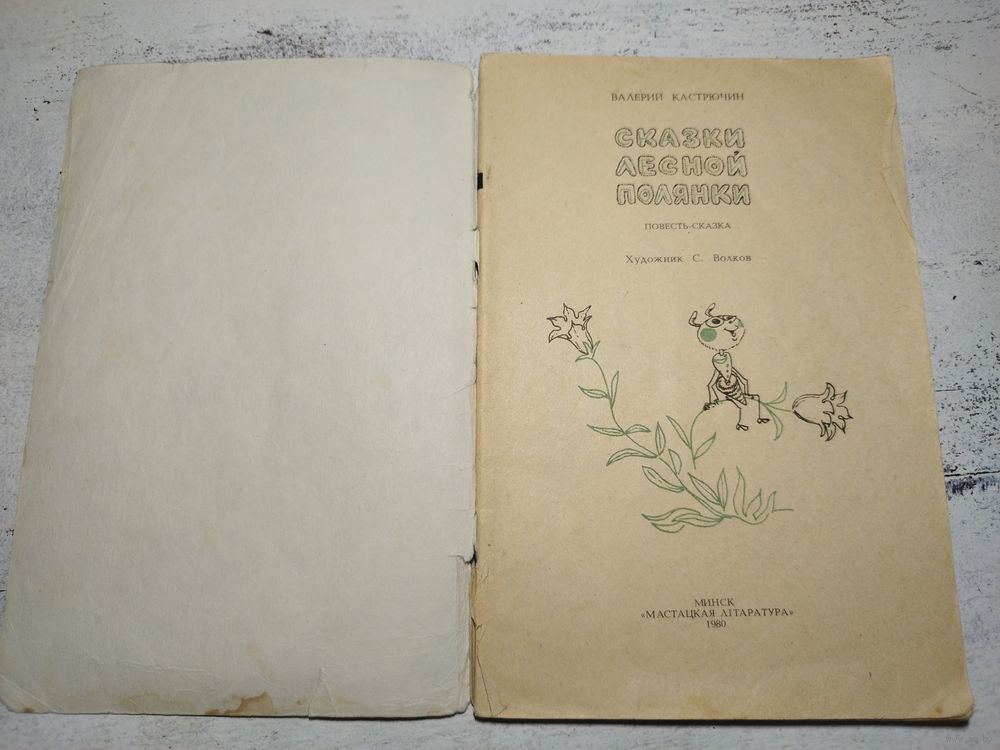 ВАЛЕРИЙ КАСТРЮЧИН
СКАЗКИ
ЛЕСНОЙ
ПОЛЯНКИ
ПОВЕСТЬ-СКАЗКА
Художник С. Волков
МИНСК
«МАСТАЦКАЯ ЛІТАРАТУРА»
1980